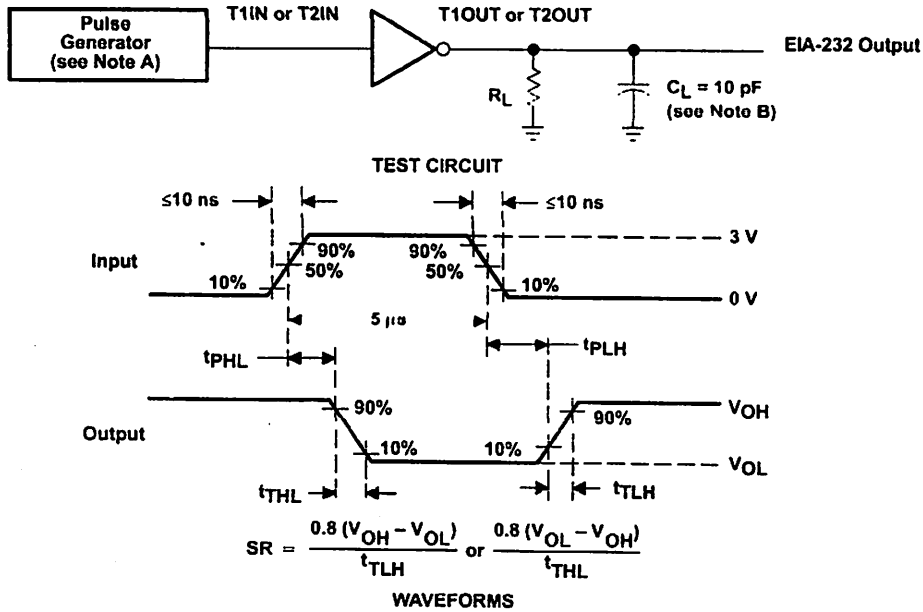 Pulse
Generator
(see Note A)
T1IN or T2IN
T1OUT or T2OUT
EIA-232 Output
RL
CL = 10 pF
(see Note B)
TEST CIRCUIT
≤10 ns
≤10 ns
Input
10%
50%
90%
90%
50%
10%
3 V
0 V
5 µs
tPHL
tPLH
Output
90%
10%
10%
90%
VOH
VOL
tTHL
tTLH
SR = 0.8 (VOH – VOL) / tTLH or 0.8 (VOL – VOH) / tTHL
WAVEFORMS